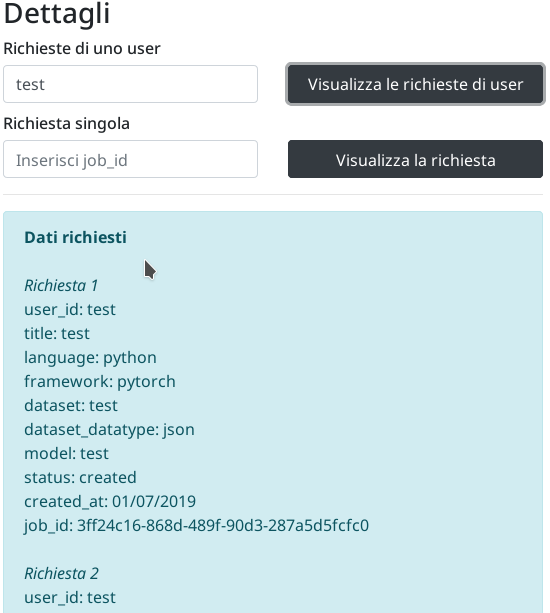 Dettagli
Richieste di uno user
test
Visualizza le richieste di user
Richiesta singola
Inserisci job_id
Visualizza la richiesta
Dati richiesti
Richiesta 1
user_id: test
title: test
language: python
framework: pytorch
dataset: test
dataset_datatype: json
model: test
status: created
created_at: 01/07/2019
job_id: 3ff24c16-868d-489f-90d3-287a5d5fcfc0
Richiesta 2
user_id: test